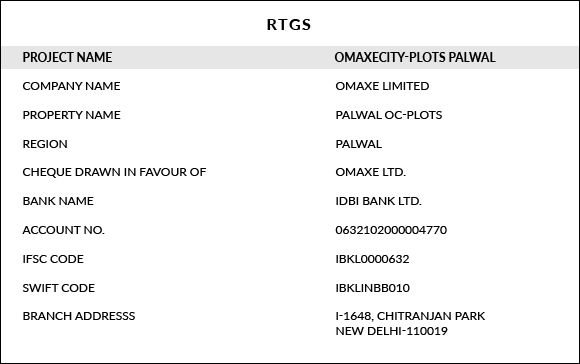 RTGS
PROJECT NAME OMAXECITY-PLOTS PALWAL
COMPANY NAME OMAXE LIMITED
PROPERTY NAME PALWAL OC-PLOTS
REGION PALWAL
CHEQUE DRAWN IN FAVOUR OF OMAXE LTD.
BANK NAME IDBI BANK LTD.
ACCOUNT NO. 0632102000004770
IFSC CODE IBKL0000632
SWIFT CODE IBKLINBB010
BRANCH ADDRESSS I-1648, CHITRANJAN PARK
NEW DELHI-110019